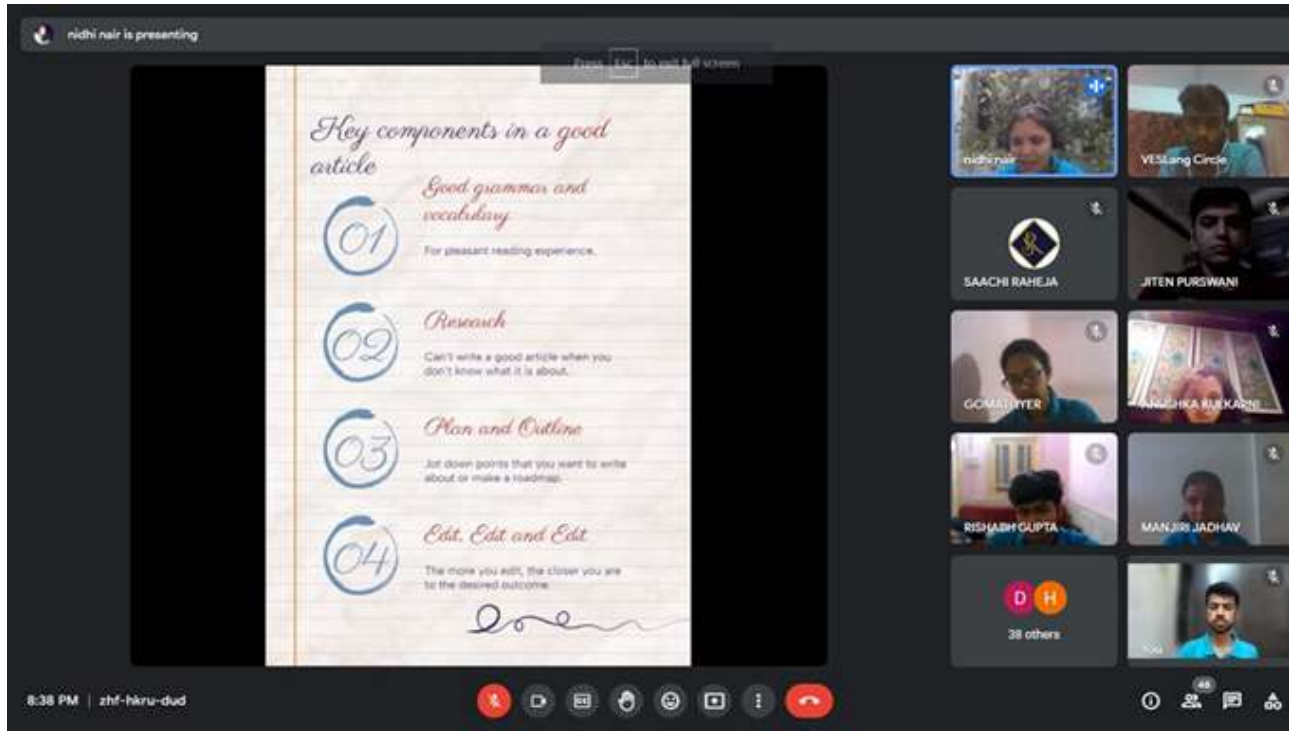 nidhi nair is presenting
Press Esc to exit full screen
Key components in a good
article
01
Good grammar and
vocabulary
For pleasant reading experience.
02
Research
Can't write a good article when you
don't know what it is about.
03
Plan and Outline
Jot down points that you want to write
about or make a roadmap.
04
Edit, Edit and Edit
The more you edit, the closer you are
to the desired outcome.
nidhi nair
VESLang Circle
SAACHI RAHEJA
JITEN PURSWANI
GOMATI IYER
ANUSHKA KULKARNI
RISHABH GUPTA
MANJIRI JADHAV
D H
38 others
You
8:38 PM | zhf-hkru-dud
CC
48